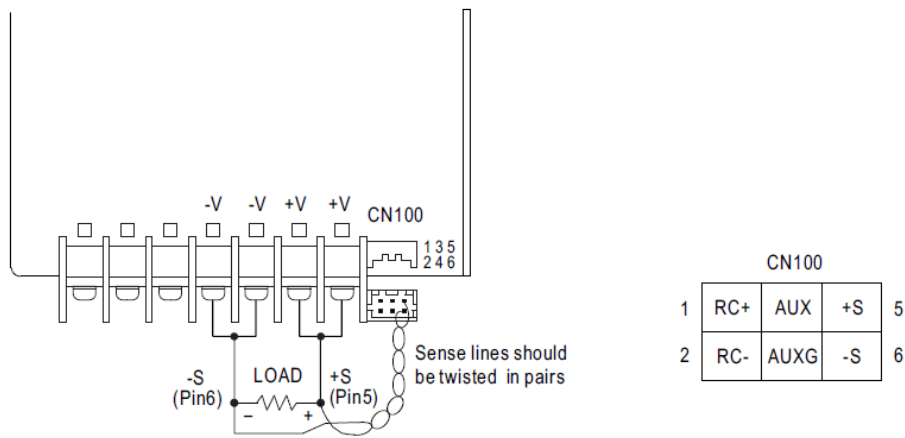 -V -V +V +V
CN100
1 3 5
2 4 6
Sense lines should
be twisted in pairs
-S
(Pin6)
LOAD
+S
(Pin5)
– +
CN100
1 RC+ AUX +S 5
2 RC- AUXG -S 6